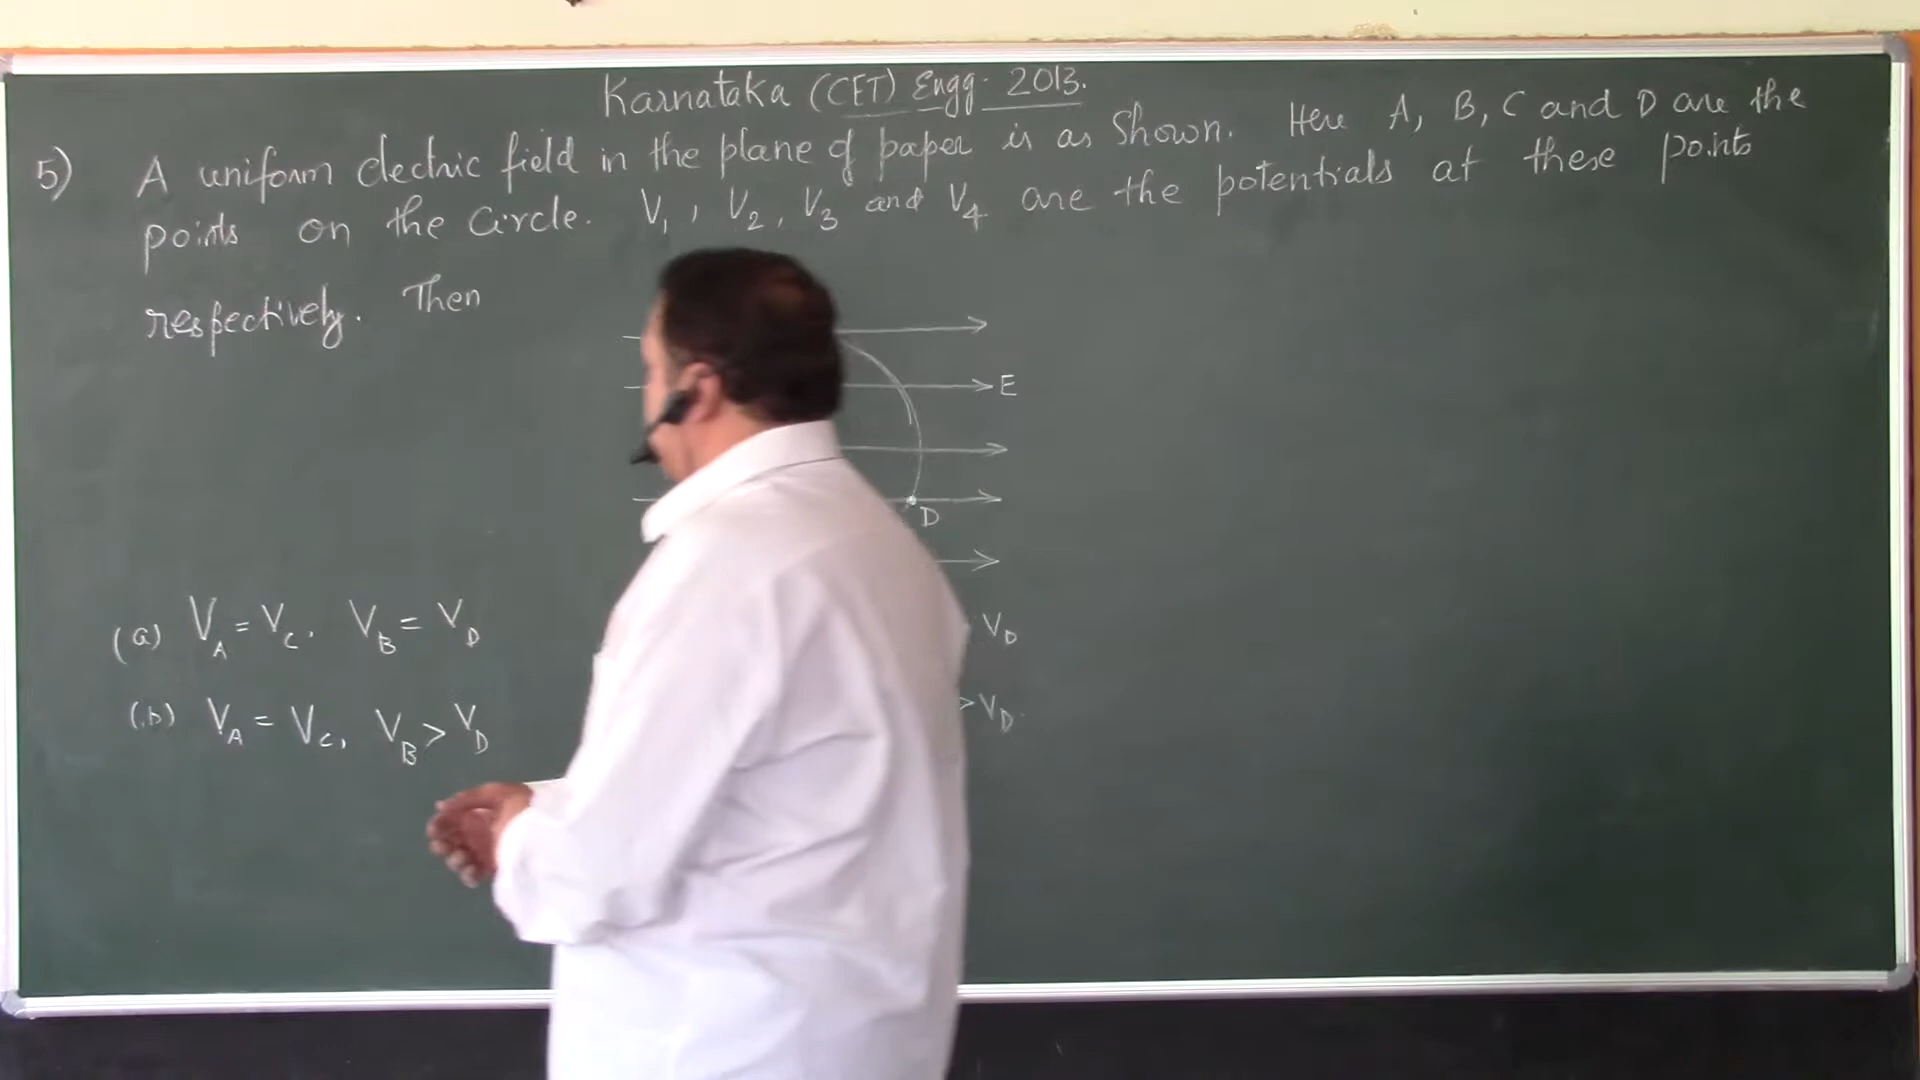 Karnataka (CET) Engg. 2013.
5) A uniform electric field in the plane of paper is as shown. Here A, B, C and D are the
points on the circle. V₁, V₂, V₃ and V₄ are the potentials at these points
respectively. Then
E
D
(a) V_A = V_C, V_B = V_D
V_D
(b) V_A = V_C, V_B > V_D
> V_D.